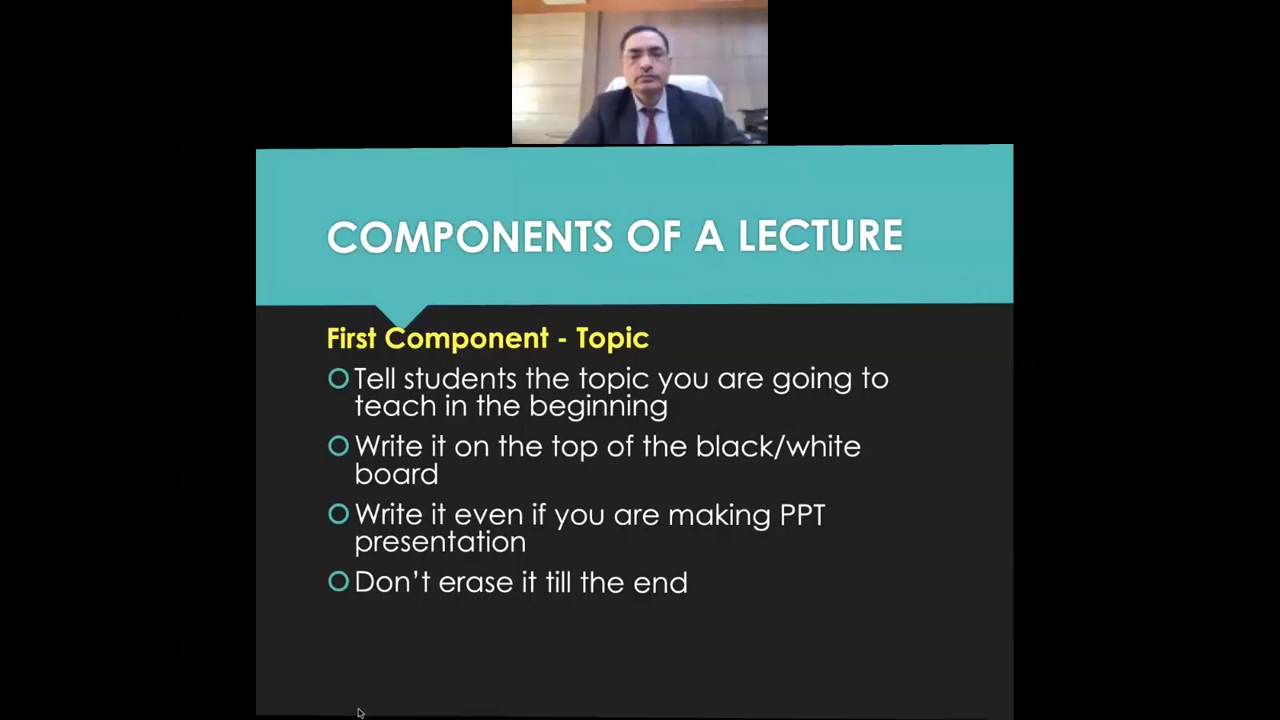 COMPONENTS OF A LECTURE
First Component - Topic
Tell students the topic you are going to
teach in the beginning
Write it on the top of the black/white
board
Write it even if you are making PPT
presentation
Don't erase it till the end